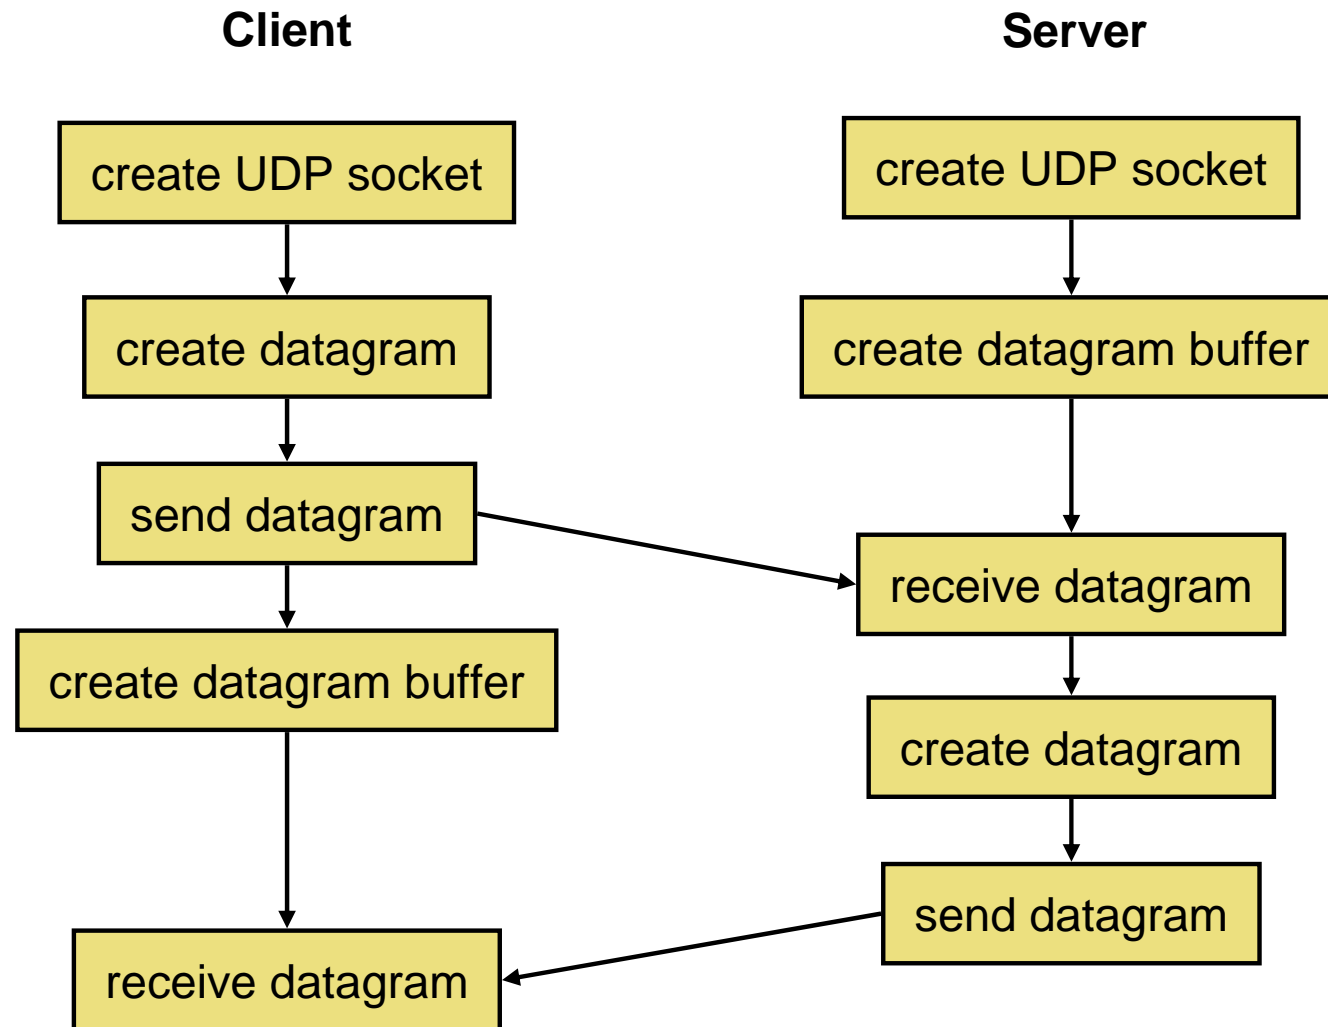 Client
Server
create UDP socket
create UDP socket
create datagram
create datagram buffer
send datagram
receive datagram
create datagram buffer
create datagram
send datagram
receive datagram